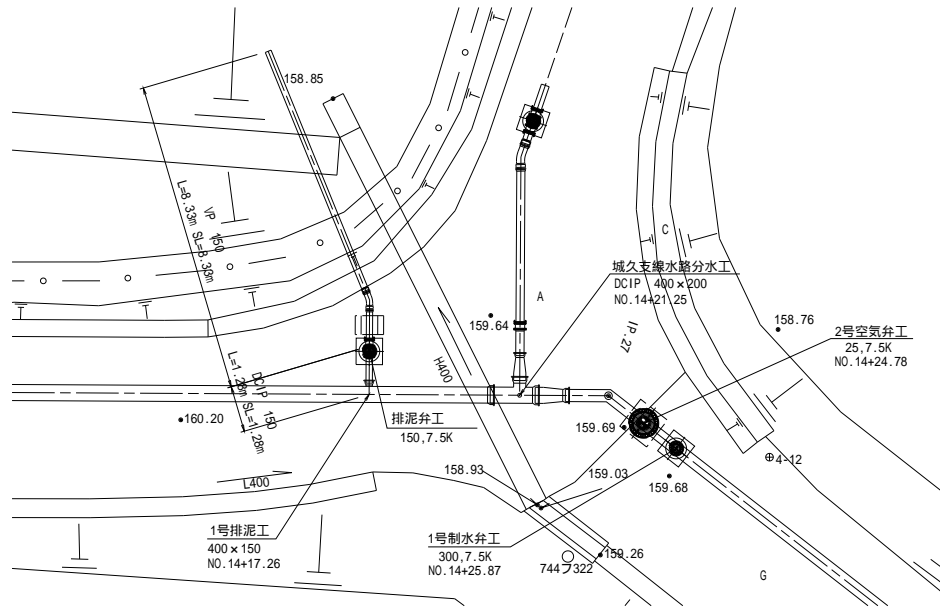 158.85
VP 150
L=8.33m SL=8.33m
城久支線水路分水工
DCIP 400×200
NO.14+21.25
A
C
159.64
IP.27
158.76
2号空気弁工
25,7.5K
NO.14+24.78
H400
DCIP 150
L=1.28m SL=1.28m
160.20
排泥弁工
150,7.5K
159.69
4-12
158.93
159.03
159.68
L400
1号排泥工
400×150
NO.14+17.26
1号制水弁工
300,7.5K
NO.14+25.87
744フ322
159.26
G